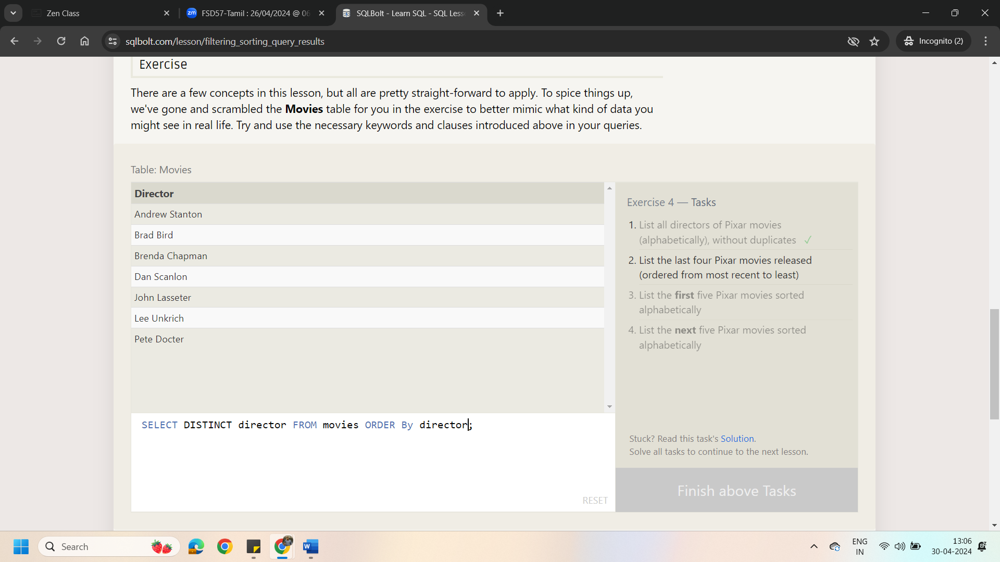 Zen Class
zm FSD57-Tamil : 26/04/2024 @ 06
SQLBolt - Learn SQL - SQL Less
sqlbolt.com/lesson/filtering_sorting_query_results
Incognito (2)
Exercise
There are a few concepts in this lesson, but all are pretty straight-forward to apply. To spice things up,
we've gone and scrambled the Movies table for you in the exercise to better mimic what kind of data you
might see in real life. Try and use the necessary keywords and clauses introduced above in your queries.
Table: Movies
Director
Andrew Stanton
Brad Bird
Brenda Chapman
Dan Scanlon
John Lasseter
Lee Unkrich
Pete Docter
SELECT DISTINCT director FROM movies ORDER By director;
RESET
Exercise 4 — Tasks
1. List all directors of Pixar movies
(alphabetically), without duplicates ✓
2. List the last four Pixar movies released
(ordered from most recent to least)
3. List the first five Pixar movies sorted
alphabetically
4. List the next five Pixar movies sorted
alphabetically
Stuck? Read this task's Solution.
Solve all tasks to continue to the next lesson.
Finish above Tasks
Search
W
ENG
IN
13:06
30-04-2024